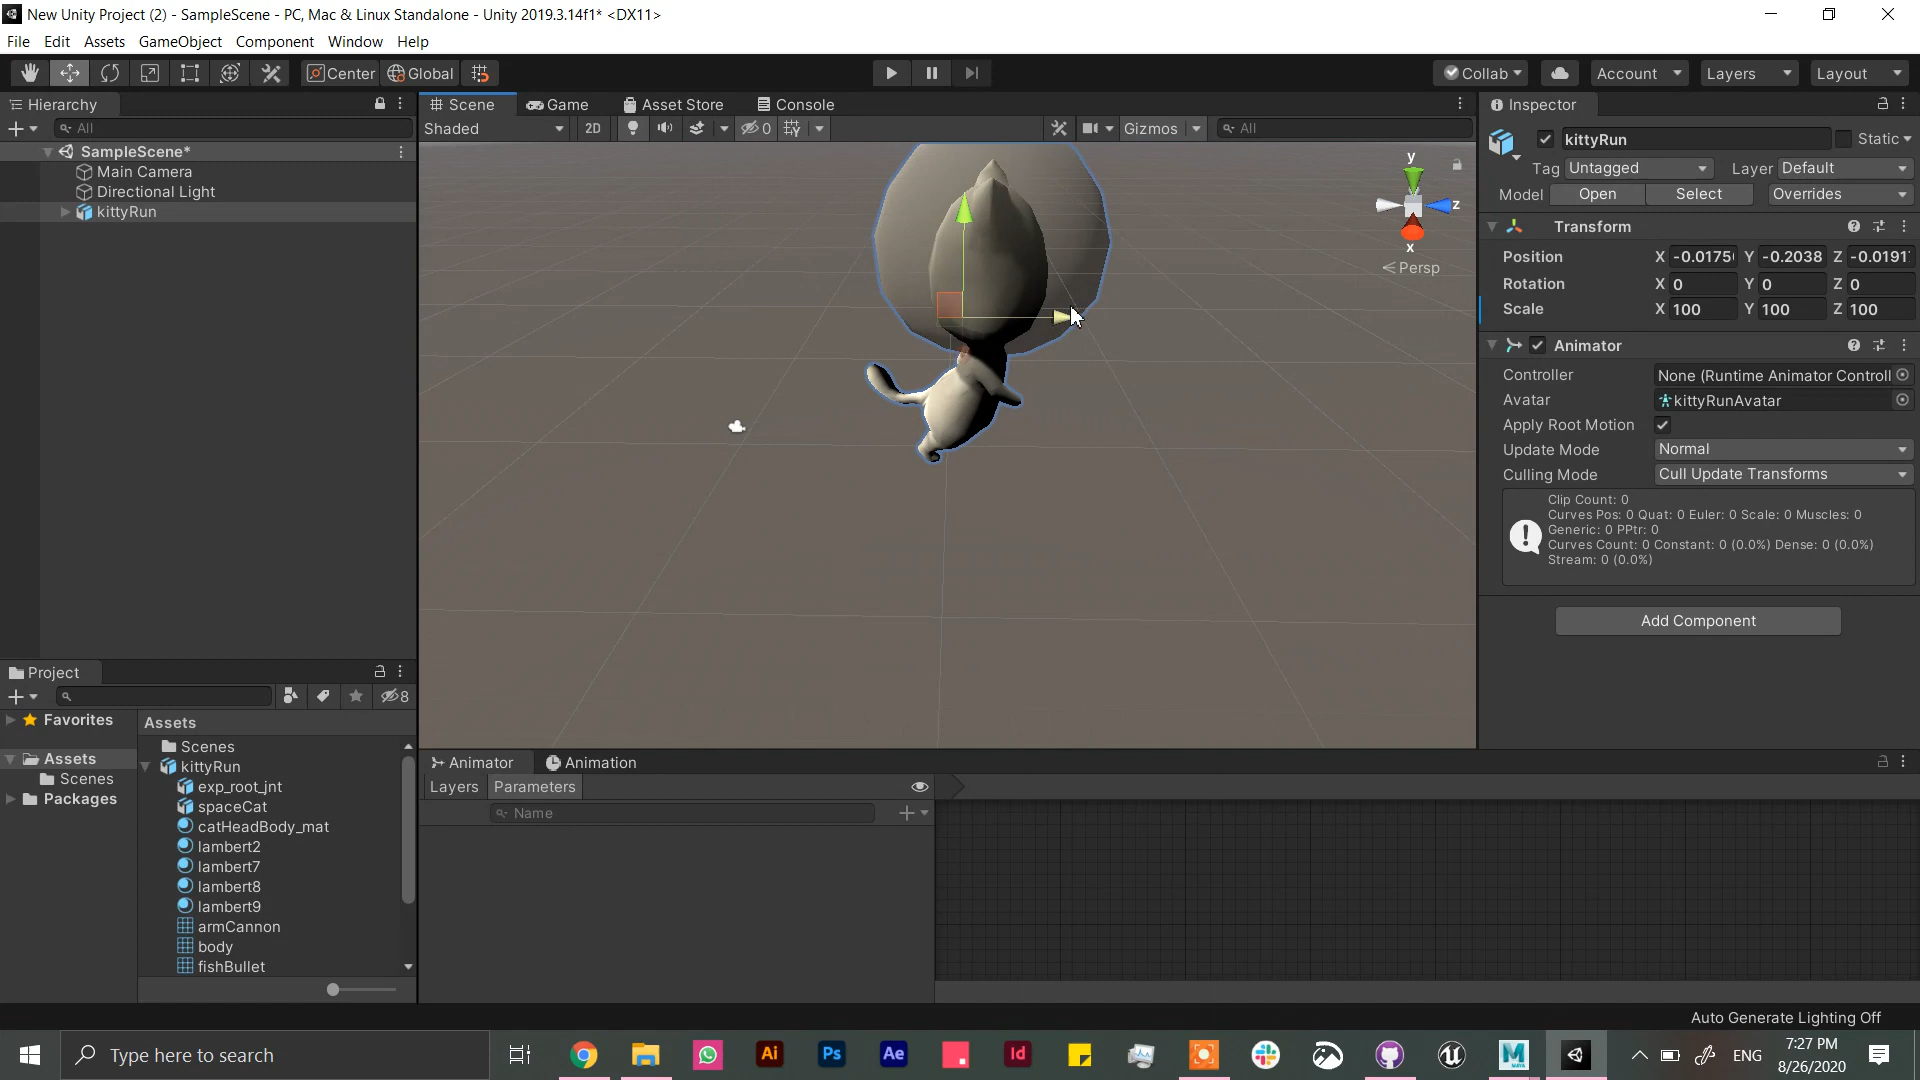 New Unity Project (2) - SampleScene - PC, Mac & Linux Standalone - Unity 2019.3.14f1* <DX11>
File Edit Assets GameObject Component Window Help
Center Global Collab Account Layers Layout
Hierarchy
All
SampleScene*
Main Camera
Directional Light
kittyRun
Scene Game Asset Store Console
Shaded 2D 0 Gizmos All
y
z
x
Persp
Inspector
kittyRun Static
Tag Untagged Layer Default
Model Open Select Overrides
Transform
Position X -0.0175 Y -0.2038 Z -0.0191
Rotation X 0 Y 0 Z 0
Scale X 100 Y 100 Z 100
Animator
Controller None (Runtime Animator Controll
Avatar kittyRunAvatar
Apply Root Motion
Update Mode Normal
Culling Mode Cull Update Transforms
Clip Count: 0
Curves Pos: 0 Quat: 0 Euler: 0 Scale: 0 Muscles: 0
Generic: 0 PPtr: 0
Curves Count: 0 Constant: 0 (0.0%) Dense: 0 (0.0%)
Stream: 0 (0.0%)
Add Component
Project
8
Favorites
Assets
Scenes
Packages
Assets
Scenes
kittyRun
exp_root_jnt
spaceCat
catHeadBody_mat
lambert2
lambert7
lambert8
lambert9
armCannon
body
fishBullet
Animator Animation
Layers Parameters
Name
Auto Generate Lighting Off
Type here to search
Ai Ps Ae Id
MAYA
ENG
7:27 PM
8/26/2020